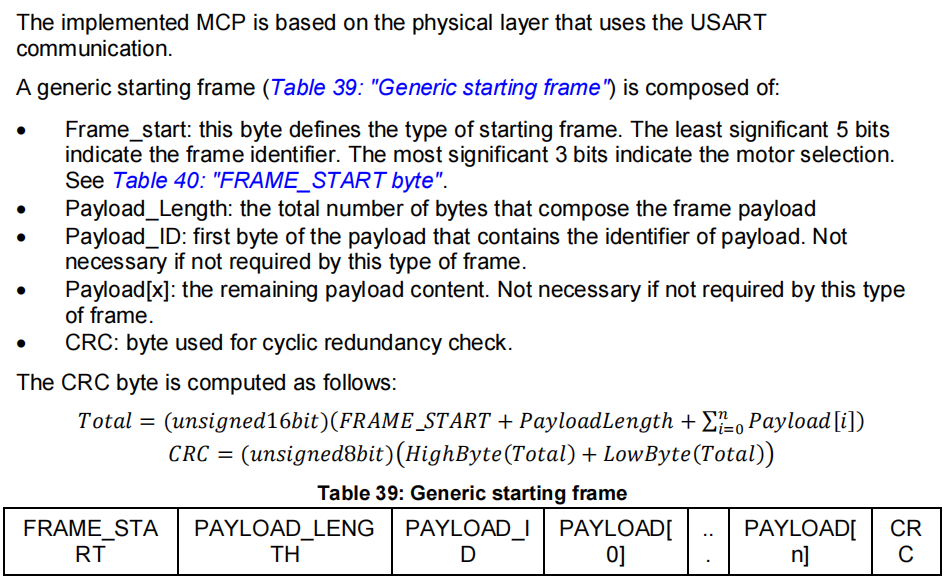 The implemented MCP is based on the physical layer that uses the USART
communication.
A generic starting frame (Table 39: "Generic starting frame") is composed of:
• Frame_start: this byte defines the type of starting frame. The least significant 5 bits
indicate the frame identifier. The most significant 3 bits indicate the motor selection.
See Table 40: "FRAME_START byte".
• Payload_Length: the total number of bytes that compose the frame payload
• Payload_ID: first byte of the payload that contains the identifier of payload. Not
necessary if not required by this type of frame.
• Payload[x]: the remaining payload content. Not necessary if not required by this type
of frame.
• CRC: byte used for cyclic redundancy check.
The CRC byte is computed as follows:
Total = (unsigned16bit)(FRAME_START + PayloadLength + ∑ⁿᵢ₌₀ Payload[i])
CRC = (unsigned8bit)(HighByte(Total) + LowByte(Total))
Table 39: Generic starting frame
FRAME_STA PAYLOAD_LENG PAYLOAD_I PAYLOAD[ .. PAYLOAD[ CR
RT TH D 0] . n] C